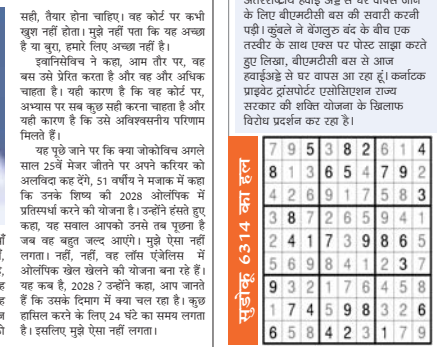 सही, तैयार होना चाहिए। वह कोर्ट पर कभी
खुश नहीं होता। मुझे नहीं पता कि यह अच्छा
है या बुरा, हमारे लिए अच्छा नहीं है।
इवानिसेविच ने कहा, आम तौर पर, वह
बस उसे प्रेरित करता है और वह और अधिक
चाहता है। यही कारण है कि वह कोर्ट पर,
अभ्यास पर सब कुछ सही करना चाहता है और
यही कारण है कि उसे अविश्वसनीय परिणाम
मिलते हैं।
यह पूछे जाने पर कि क्या जोकोविच अगले
साल 25वें मेजर जीतने पर अपने करियर को
अलविदा कह देंगे, 51 वर्षीय ने मजाक में कहा
कि उनके शिष्य की 2028 ओलंपिक में
प्रतिस्पर्धा करने की योजना है। उन्होंने हंसते हुए
कहा, यह सवाल आपको उनसे तब पूछना है
जब वह बहुत जल्द आएंगे। मुझे ऐसा नहीं
लगता। नहीं, नहीं, वह लॉस एंजेलिस में
ओलंपिक खेल खेलने की योजना बना रहे हैं।
यह कब है, 2028? उन्होंने कहा, आप जानते
हैं कि उसके दिमाग में क्या चल रहा है। कुछ
हासिल करने के लिए 24 घंटे का समय लगता
है। इसलिए मुझे ऐसा नहीं लगता।
के लिए बीएमटीसी बस की सवारी करनी
पड़ी। कुंबले ने बेंगलुरु बंद के बीच एक
तस्वीर के साथ एक्स पर पोस्ट साझा करते
हुए लिखा, बीएमटीसी बस से आज
हवाईअड्डे से घर वापस आ रहा हूं। कर्नाटक
प्राइवेट ट्रांसपोर्टर एसोसिएशन राज्य
सरकार की शक्ति योजना के खिलाफ
विरोध प्रदर्शन कर रहा है।
सुडोकू 6314 का हल
7 9 5 3 8 2 6 1 4
8 1 3 6 5 4 7 9 2
4 2 6 9 1 7 5 8 3
3 8 7 2 6 5 9 4 1
2 4 1 7 3 9 8 6 5
5 6 9 8 4 1 2 3 7
9 3 2 1 7 6 4 5 8
1 7 4 5 9 8 3 2 6
6 5 8 4 2 3 1 7 9